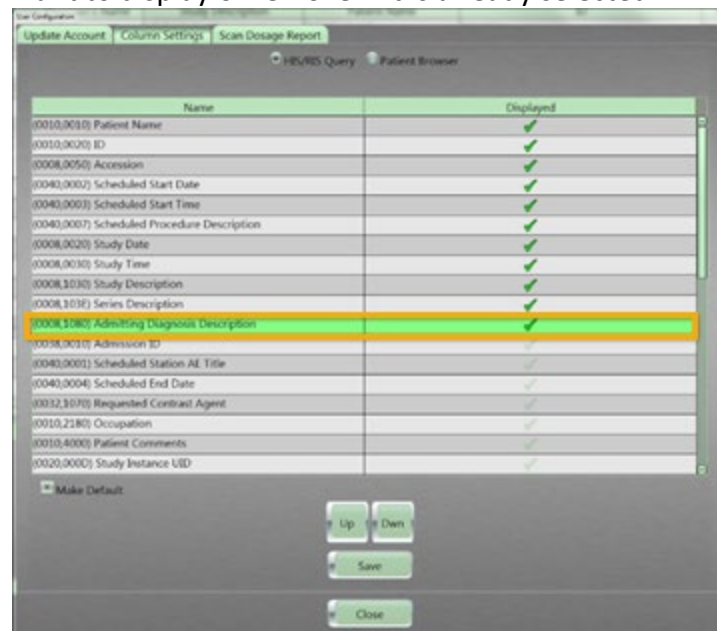 User Configuration
Update Account Column Settings Scan Dosage Report
HIS/RIS Query Patient Browser
Name Displayed
(0010,0010) Patient Name
(0010,0020) ID
(0008,0050) Accession
(0040,0002) Scheduled Start Date
(0040,0003) Scheduled Start Time
(0040,0007) Scheduled Procedure Description
(0008,0020) Study Date
(0008,0030) Study Time
(0008,1030) Study Description
(0008,103E) Series Description
(0008,1080) Admitting Diagnosis Description
(0038,0010) Admission ID
(0040,0001) Scheduled Station AE Title
(0040,0004) Scheduled End Date
(0032,1070) Requested Contrast Agent
(0010,2180) Occupation
(0010,4000) Patient Comments
(0020,000D) Study Instance UID
Make Default
Up Dwn
Save
Close